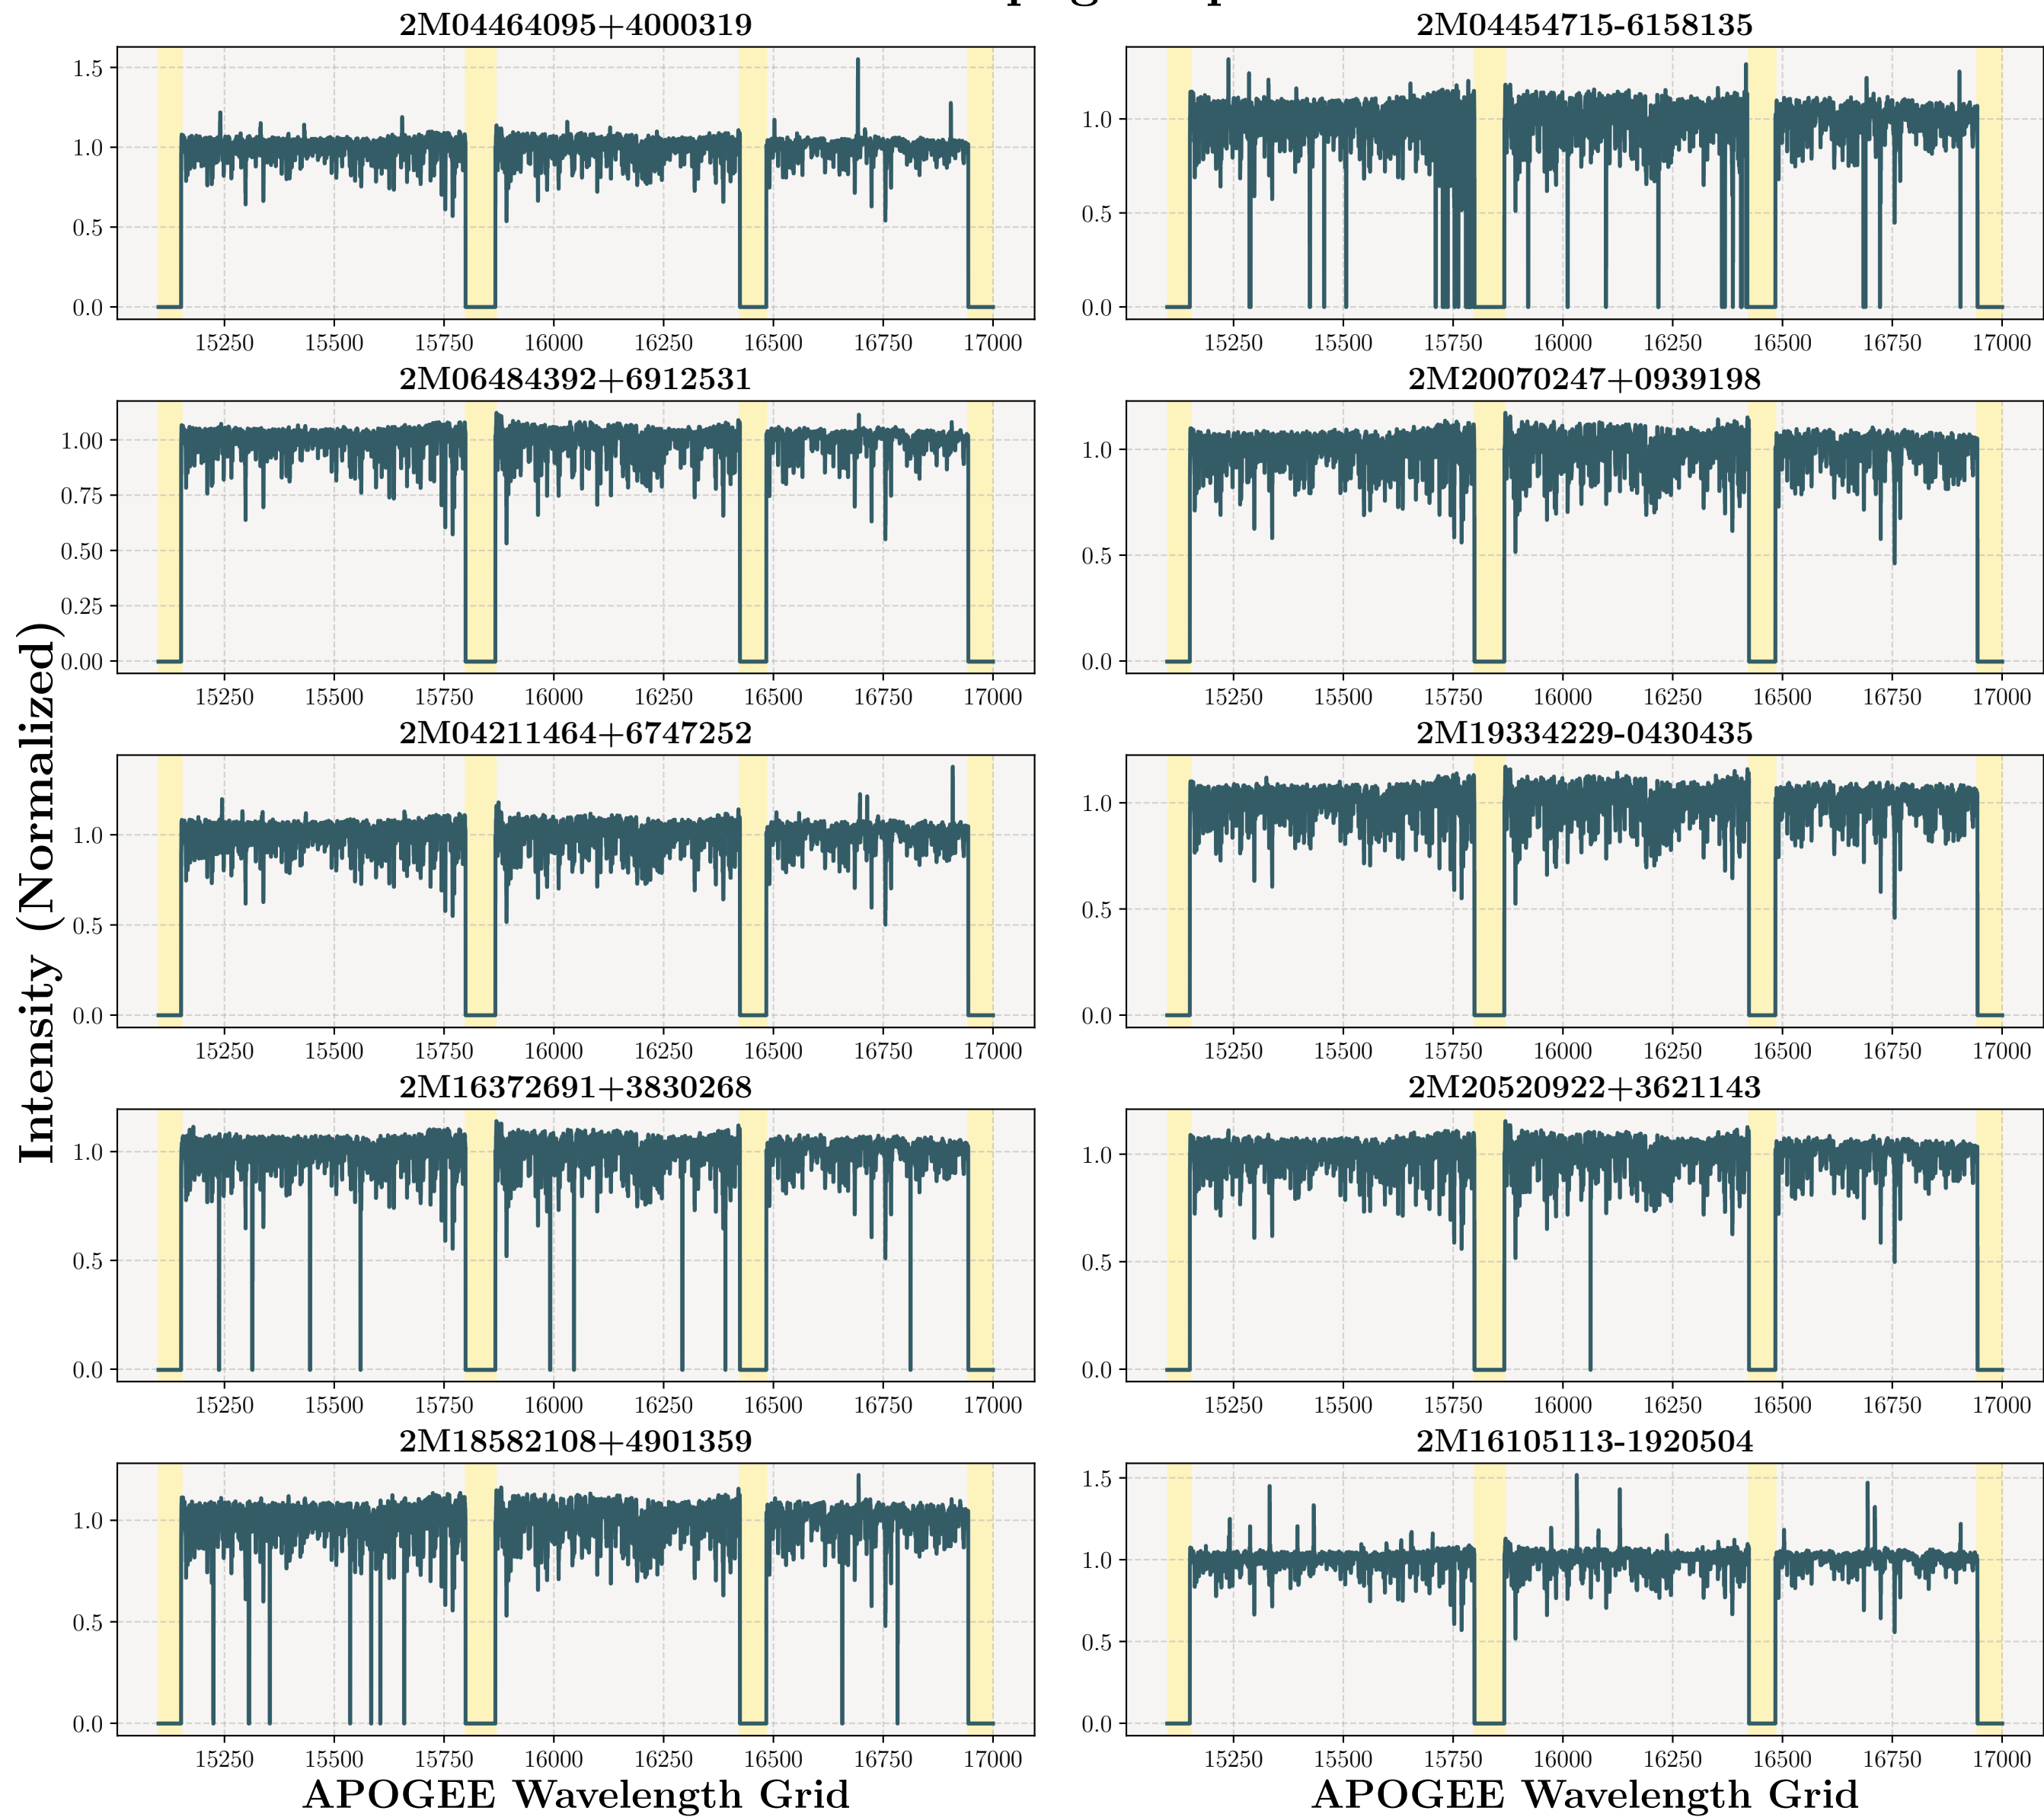 2M04464095+4000319 2M04454715-6158135
1.5
1.0 1.0
0.5 0.5
0.0 0.0
15250 15500 15750 16000 16250 16500 16750 17000 15250 15500 15750 16000 16250 16500 16750 17000
2M06484392+6912531 2M20070247+0939198
1.00 1.0
0.75
0.50 0.5
0.25
0.00 0.0
15250 15500 15750 16000 16250 16500 16750 17000 15250 15500 15750 16000 16250 16500 16750 17000
Intensity (Normalized)
2M04211464+6747252 2M19334229-0430435
1.0 1.0
0.5 0.5
0.0 0.0
15250 15500 15750 16000 16250 16500 16750 17000 15250 15500 15750 16000 16250 16500 16750 17000
2M16372691+3830268 2M20520922+3621143
1.0 1.0
0.5 0.5
0.0 0.0
15250 15500 15750 16000 16250 16500 16750 17000 15250 15500 15750 16000 16250 16500 16750 17000
2M18582108+4901359 2M16105113-1920504
1.5
1.0 1.0
0.5 0.5
0.0 0.0
15250 15500 15750 16000 16250 16500 16750 17000 15250 15500 15750 16000 16250 16500 16750 17000
APOGEE Wavelength Grid APOGEE Wavelength Grid